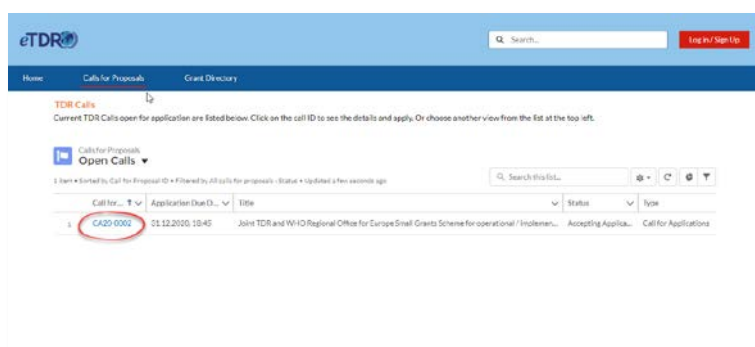 eTDR
Search...
Log in / Sign Up
Home Calls for Proposals Grant Directory
TDR Calls
Current TDR Calls open for application are listed below. Click on the call ID to see the details and apply. Or choose another view from the list at the top left.
Calls for Proposals
Open Calls
1 item • Sorted by Call for Proposal ID • Filtered by All calls for proposals - Status • Updated a few seconds ago
Search this list...
Call for... Application Due D... Title Status Type
1 CA20-0002 01.12.2020, 18:45 Joint TDR and WHO Regional Office for Europe Small Grants Scheme for operational / implemen... Accepting Applica... Call for Applications